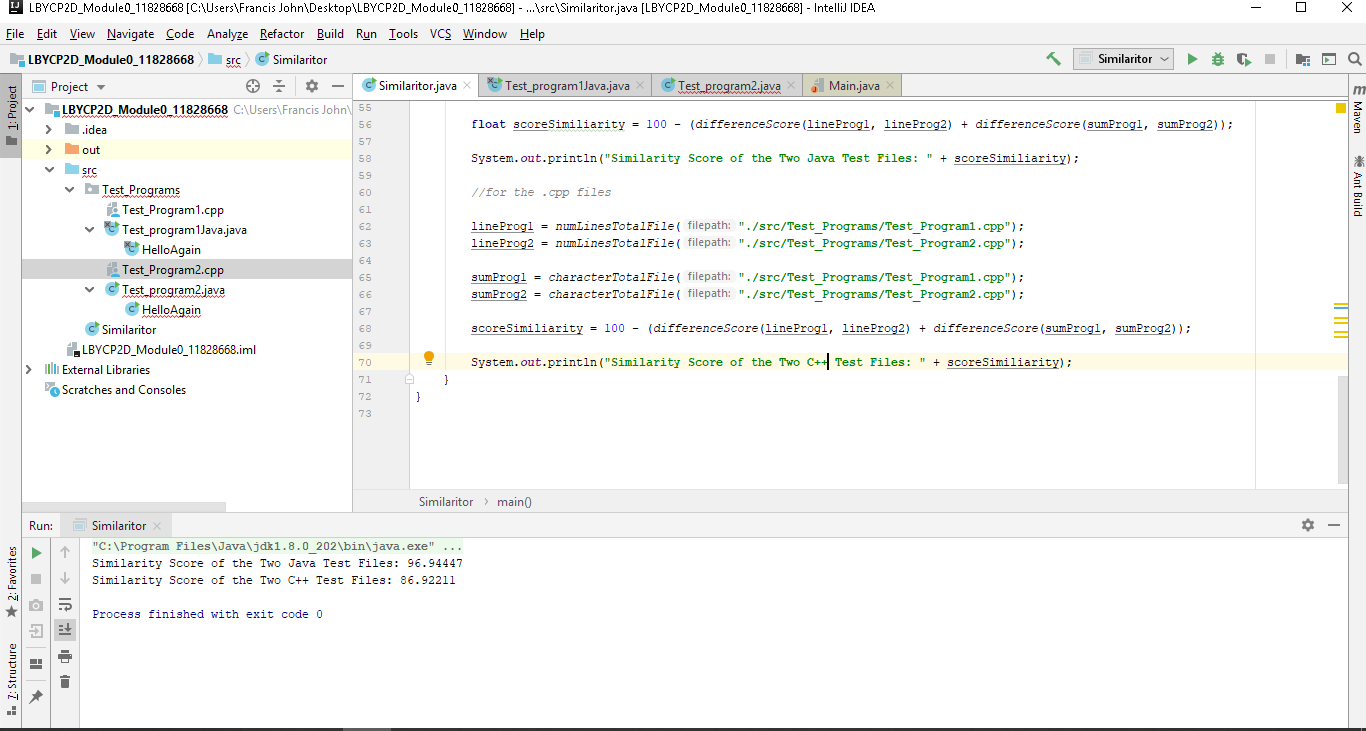 LBYCP2D_Module0_11828668 [C:\Users\Francis John\Desktop\LBYCP2D_Module0_11828668] - ...\src\Similaritor.java [LBYCP2D_Module0_11828668] - IntelliJ IDEA
File Edit View Navigate Code Analyze Refactor Build Run Tools VCS Window Help
LBYCP2D_Module0_11828668 src Similaritor
Similaritor
1: Project
Project
Similaritor.java Test_program1Java.java Test_program2.java Main.java
LBYCP2D_Module0_11828668 C:\Users\Francis John\
.idea
out
src
Test_Programs
Test_Program1.cpp
Test_program1Java.java
HelloAgain
Test_Program2.cpp
Test_program2.java
HelloAgain
Similaritor
LBYCP2D_Module0_11828668.iml
External Libraries
Scratches and Consoles
55
56 float scoreSimiliarity = 100 - (differenceScore(lineProg1, lineProg2) + differenceScore(sumProg1, sumProg2));
57
58 System.out.println("Similarity Score of the Two Java Test Files: " + scoreSimiliarity);
59
60 //for the .cpp files
61
62 lineProg1 = numLinesTotalFile( filepath: "./src/Test_Programs/Test_Program1.cpp");
63 lineProg2 = numLinesTotalFile( filepath: "./src/Test_Programs/Test_Program2.cpp");
64
65 sumProg1 = characterTotalFile( filepath: "./src/Test_Programs/Test_Program1.cpp");
66 sumProg2 = characterTotalFile( filepath: "./src/Test_Programs/Test_Program2.cpp");
67
68 scoreSimiliarity = 100 - (differenceScore(lineProg1, lineProg2) + differenceScore(sumProg1, sumProg2));
69
70 System.out.println("Similarity Score of the Two C++ Test Files: " + scoreSimiliarity);
71 }
72 }
73
Similaritor main()
m Maven
Ant Build
Run: Similaritor
"C:\Program Files\Java\jdk1.8.0_202\bin\java.exe" ...
Similarity Score of the Two Java Test Files: 96.94447
Similarity Score of the Two C++ Test Files: 86.92211
Process finished with exit code 0
2: Favorites
7: Structure